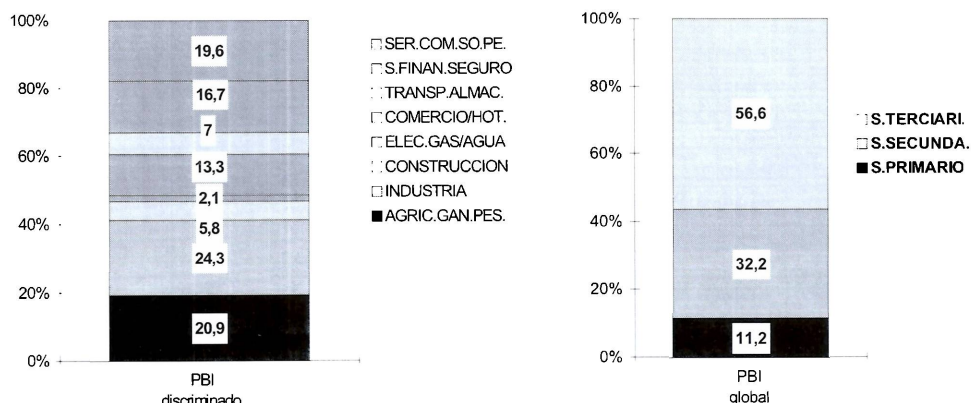 100%
80%
60%
40%
20%
0%
19,6
16,7
7
13,3
2,1
5,8
24,3
20,9
PBI
discriminado
SER.COM.SO.PE.
S.FINAN.SEGURO
TRANSP.ALMAC.
COMERCIO/HOT.
ELEC.GAS/AGUA
CONSTRUCCION
INDUSTRIA
AGRIC.GAN.PES.
100%
80%
60%
40%
20%
0%
56,6
32,2
11,2
PBI
global
S.TERCIARI.
S.SECUNDA.
S.PRIMARIO